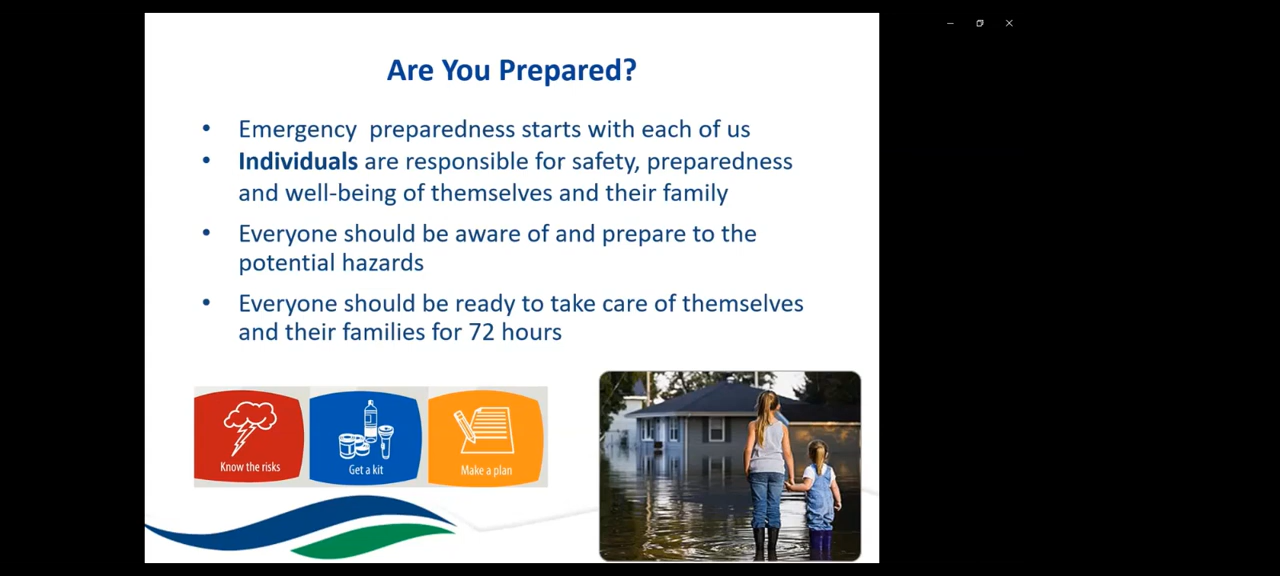 Are You Prepared?
• Emergency  preparedness starts with each of us
• Individuals are responsible for safety, preparedness
and well-being of themselves and their family
• Everyone should be aware of and prepare to the
potential hazards
• Everyone should be ready to take care of themselves
and their families for 72 hours
Know the risks
Get a kit
Make a plan